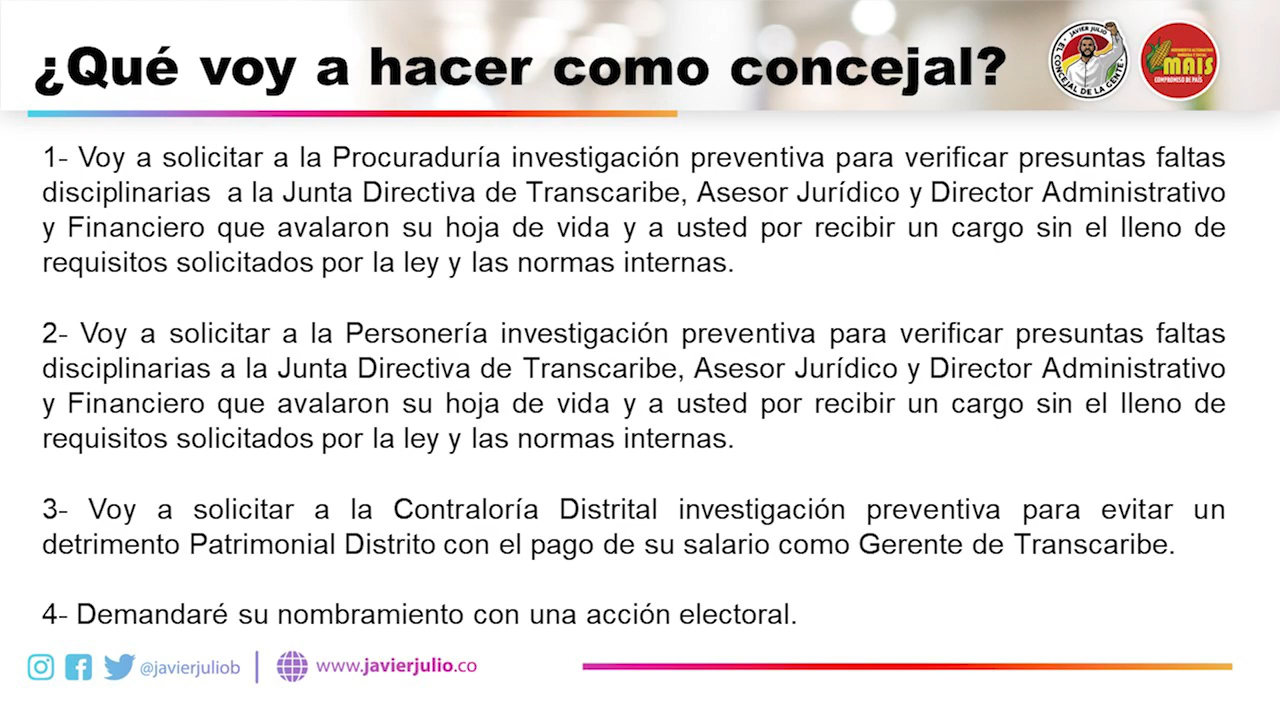 ¿Qué voy a hacer como concejal?
JAVIER JULIO
EL CONCEJAL DE LA GENTE
MOVIMIENTO ALTERNATIVO
INDÍGENA Y SOCIAL
MAIS
COMPROMISO DE PAÍS
1- Voy a solicitar a la Procuraduría investigación preventiva para verificar presuntas faltas
disciplinarias a la Junta Directiva de Transcaribe, Asesor Jurídico y Director Administrativo
y Financiero que avalaron su hoja de vida y a usted por recibir un cargo sin el lleno de
requisitos solicitados por la ley y las normas internas.
2- Voy a solicitar a la Personería investigación preventiva para verificar presuntas faltas
disciplinarias a la Junta Directiva de Transcaribe, Asesor Jurídico y Director Administrativo
y Financiero que avalaron su hoja de vida y a usted por recibir un cargo sin el lleno de
requisitos solicitados por la ley y las normas internas.
3- Voy a solicitar a la Contraloría Distrital investigación preventiva para evitar un
detrimento Patrimonial Distrito con el pago de su salario como Gerente de Transcaribe.
4- Demandaré su nombramiento con una acción electoral.
@javierjuliob
www.javierjulio.co